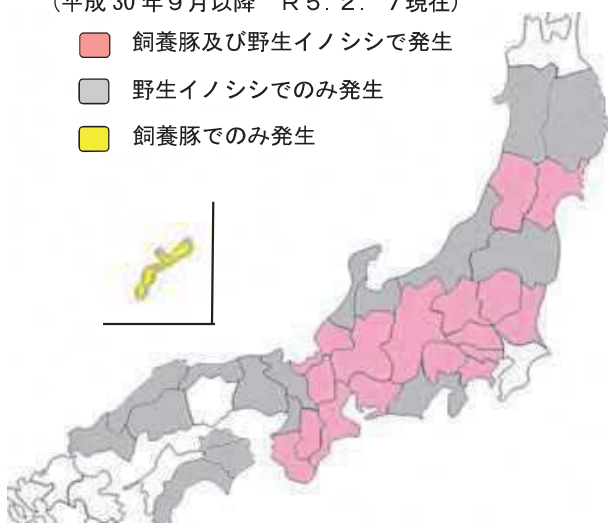 (平成 30 年９月以降　Ｒ５．２．７現在)
飼養豚及び野生イノシシで発生
野生イノシシでのみ発生
飼養豚でのみ発生